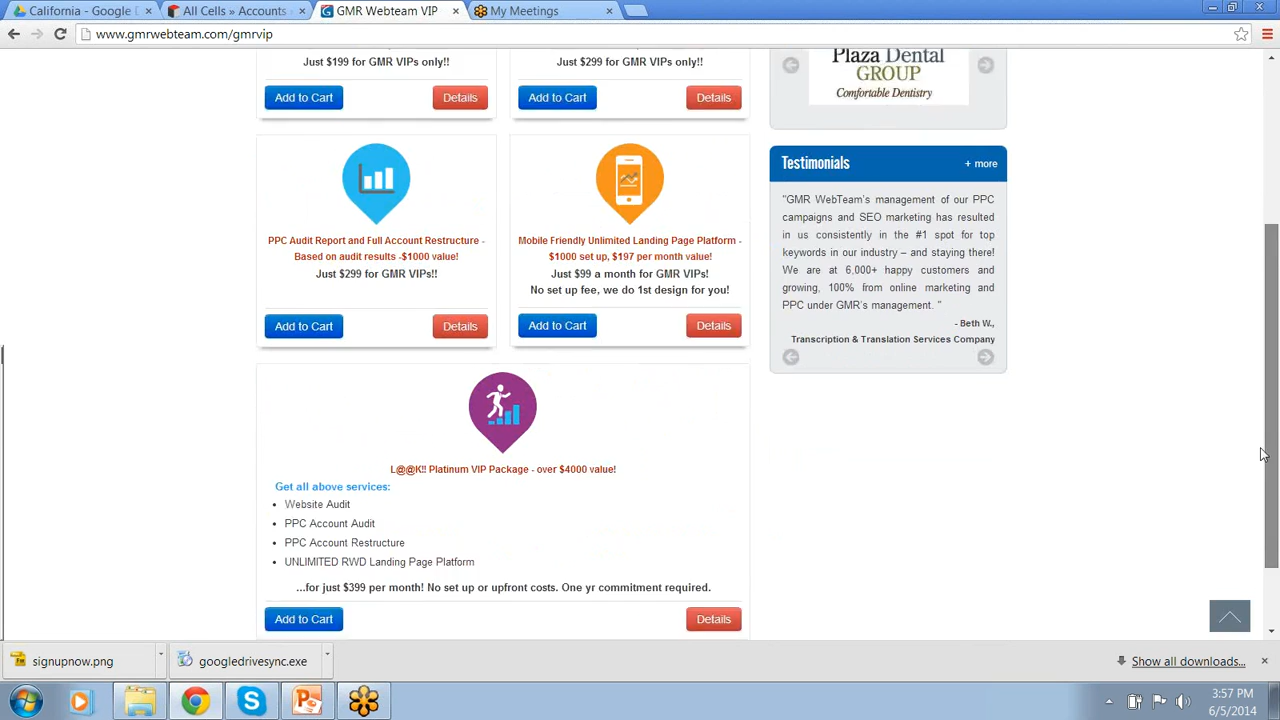 California - Google D
All Cells » Accounts
GMR Webteam VIP
My Meetings
www.gmrwebteam.com/gmrvip
Just $199 for GMR VIPs only!!
Add to Cart
Details
Just $299 for GMR VIPs only!!
Add to Cart
Details
PPC Audit Report and Full Account Restructure -
Based on audit results -$1000 value!
Just $299 for GMR VIPs!!
Add to Cart
Details
Mobile Friendly Unlimited Landing Page Platform -
$1000 set up, $197 per month value!
Just $99 a month for GMR VIPs!
No set up fee, we do 1st design for you!
Add to Cart
Details
L@@K!! Platinum VIP Package - over $4000 value!
Get all above services:
Website Audit
PPC Account Audit
PPC Account Restructure
UNLIMITED RWD Landing Page Platform
...for just $399 per month! No set up or upfront costs. One yr commitment required.
Add to Cart
Details
Plaza Dental
GROUP
Comfortable Dentistry
Testimonials
+ more
"GMR WebTeam's management of our PPC
campaigns and SEO marketing has resulted
in us consistently in the #1 spot for top
keywords in our industry – and staying there!
We are at 6,000+ happy customers and
growing, 100% from online marketing and
PPC under GMR's management. "
- Beth W.,
Transcription & Translation Services Company
signupnow.png
googledrivesync.exe
Show all downloads...
3:57 PM
6/5/2014